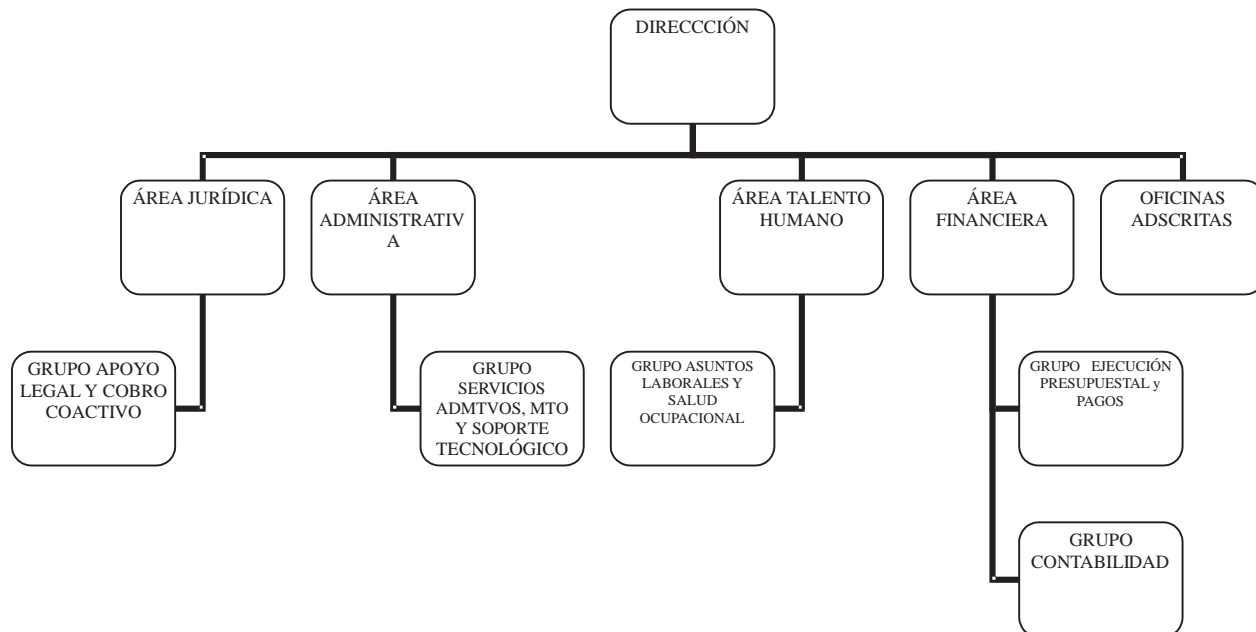 DIRECCCIÓN
ÁREA JURÍDICA
ÁREA
ADMINISTRATIV
A
ÁREA TALENTO
HUMANO
ÁREA
FINANCIERA
OFICINAS
ADSCRITAS
GRUPO APOYO
LEGAL Y COBRO
COACTIVO
GRUPO
SERVICIOS
ADMTVOS, MTO
Y SOPORTE
TECNOLÓGICO
GRUPO ASUNTOS
LABORALES Y
SALUD
OCUPACIONAL
GRUPO EJECUCIÓN
PRESUPUESTAL y
PAGOS
GRUPO
CONTABILIDAD